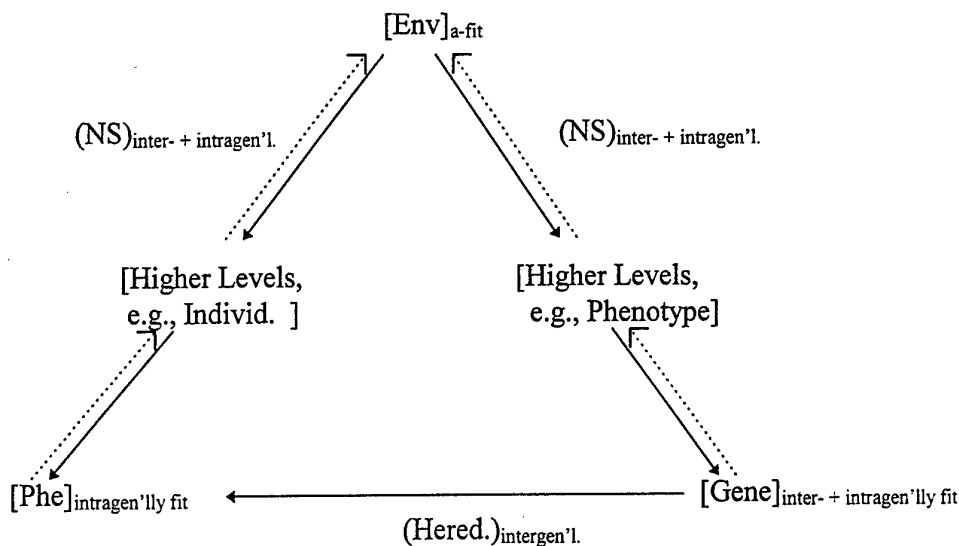 [Env]a-fit
(NS)inter- + intragen'l.
(NS)inter- + intragen'l.
[Higher Levels,
e.g., Individ. ]
[Higher Levels,
e.g., Phenotype]
[Phe]intragen'lly fit
[Gene]inter- + intragen'lly fit
(Hered.)intergen'l.